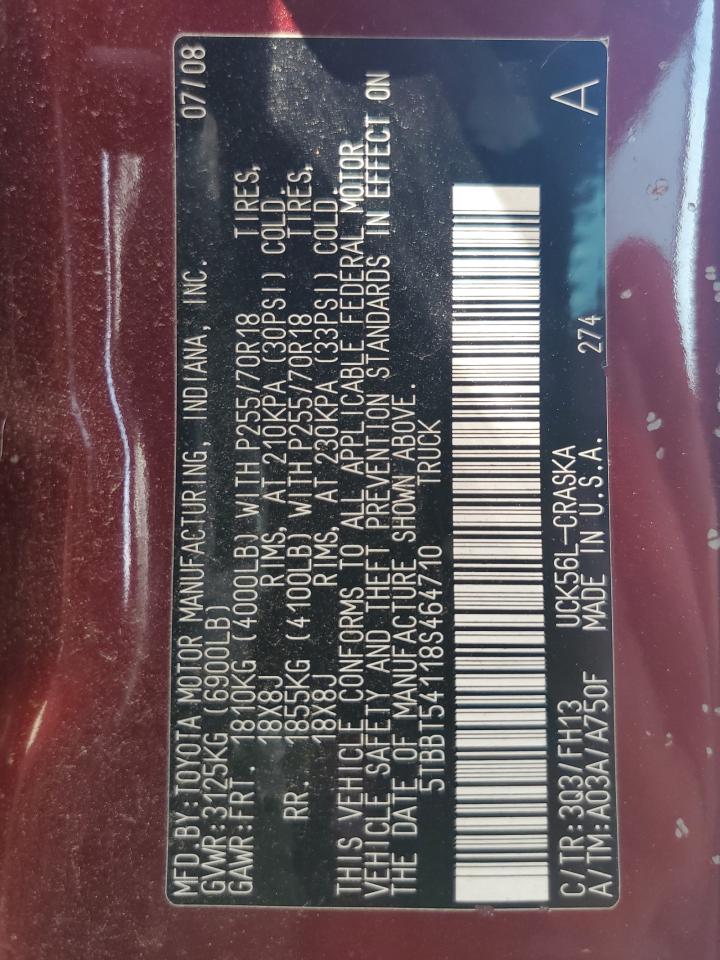 MFD.BY:TOYOTA MOTOR MANUFACTURING, INDIANA, INC. 07/08
GVWR:3125KG (6900LB)
GAWR:FRT. 1810KG (4000LB) WITH P255/70R18 TIRES,
18X8J RIMS, AT 210KPA (30PSI) COLD.
RR. 1855KG (4100LB) WITH P255/70R18 TIRES,
18X8J RIMS, AT 230KPA (33PSI) COLD.
THIS VEHICLE CONFORMS TO ALL APPLICABLE FEDERAL MOTOR
VEHICLE SAFETY AND THEFT PREVENTION STANDARDS IN EFFECT ON
THE DATE OF MANUFACTURE SHOWN ABOVE.
5TBBT54118S464710 TRUCK
C/TR:3Q3/FH13 UCK56L-CRASKA 274 A
A/TM:A03A/A750F MADE IN U.S.A.